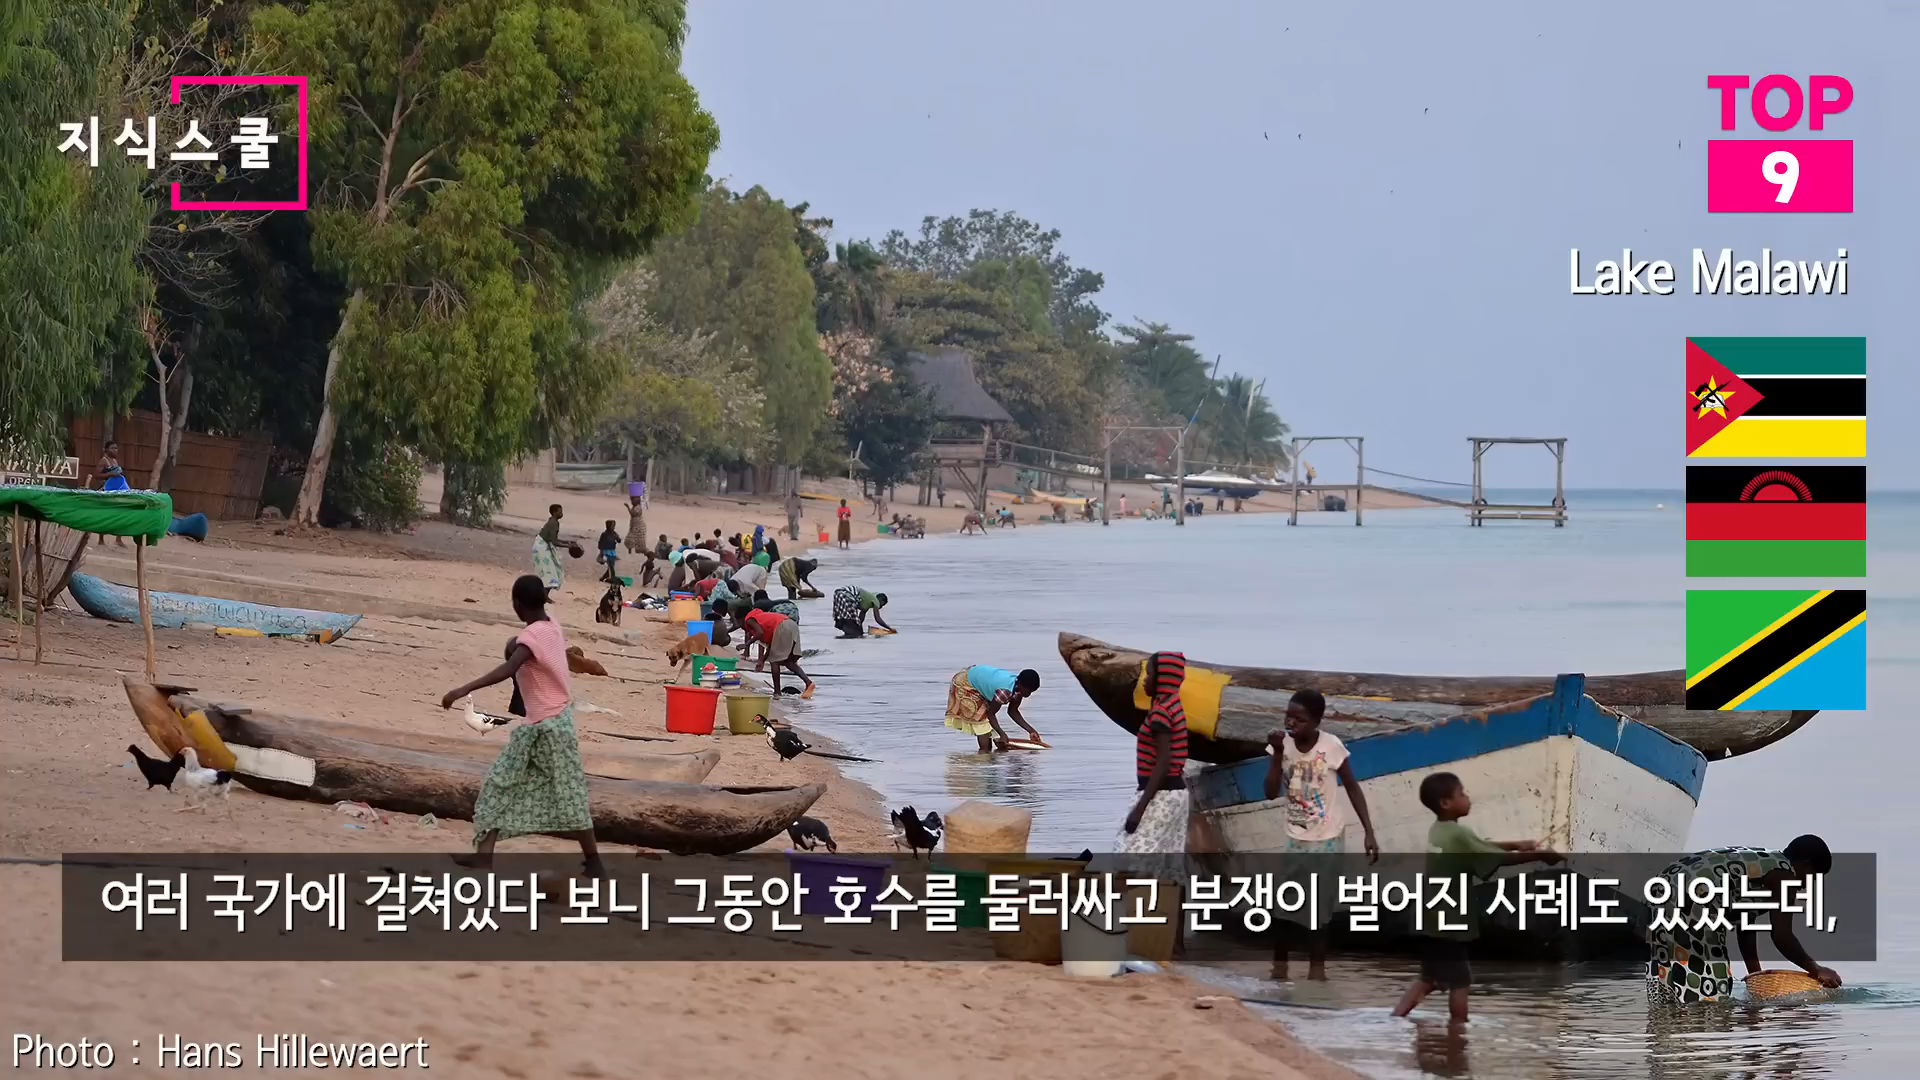 지식스쿨
TOP
9
Lake Malawi
OPEN
여러 국가에 걸쳐있다 보니 그동안 호수를 둘러싸고 분쟁이 벌어진 사례도 있었는데,
Photo : Hans Hillewaert